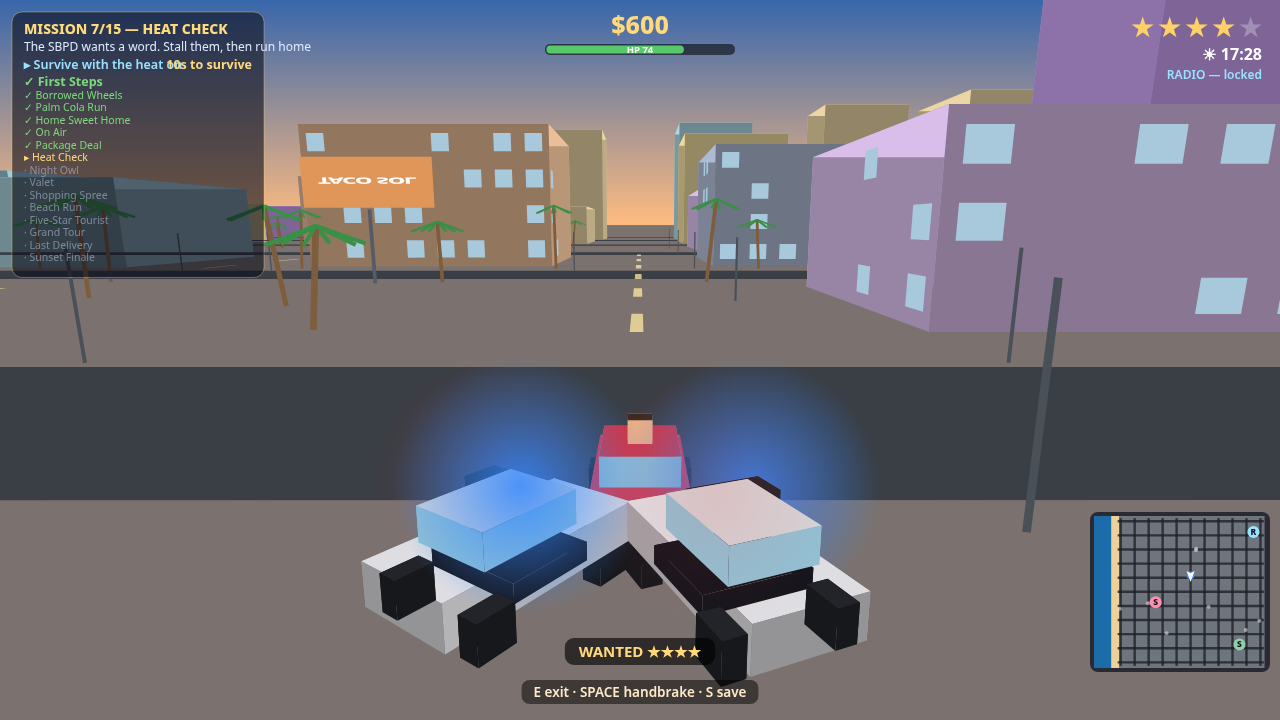 MISSION 7/15 — HEAT CHECK
The SBPD wants a word. Stall them, then run home
▸ Survive with the heat on
to survive
✓ First Steps
✓ Borrowed Wheels
✓ Palm Cola Run
✓ Home Sweet Home
✓ On Air
✓ Package Deal
▸ Heat Check
· Night Owl
· Valet
· Shopping Spree
· Beach Run
· Five-Star Tourist
· Grand Tour
· Last Delivery
· Sunset Finale
$600
HP 74
★★★★★
☀ 17:28
RADIO — locked
TACO SOL
WANTED ★★★★
E exit · SPACE handbrake · S save
R
S
S